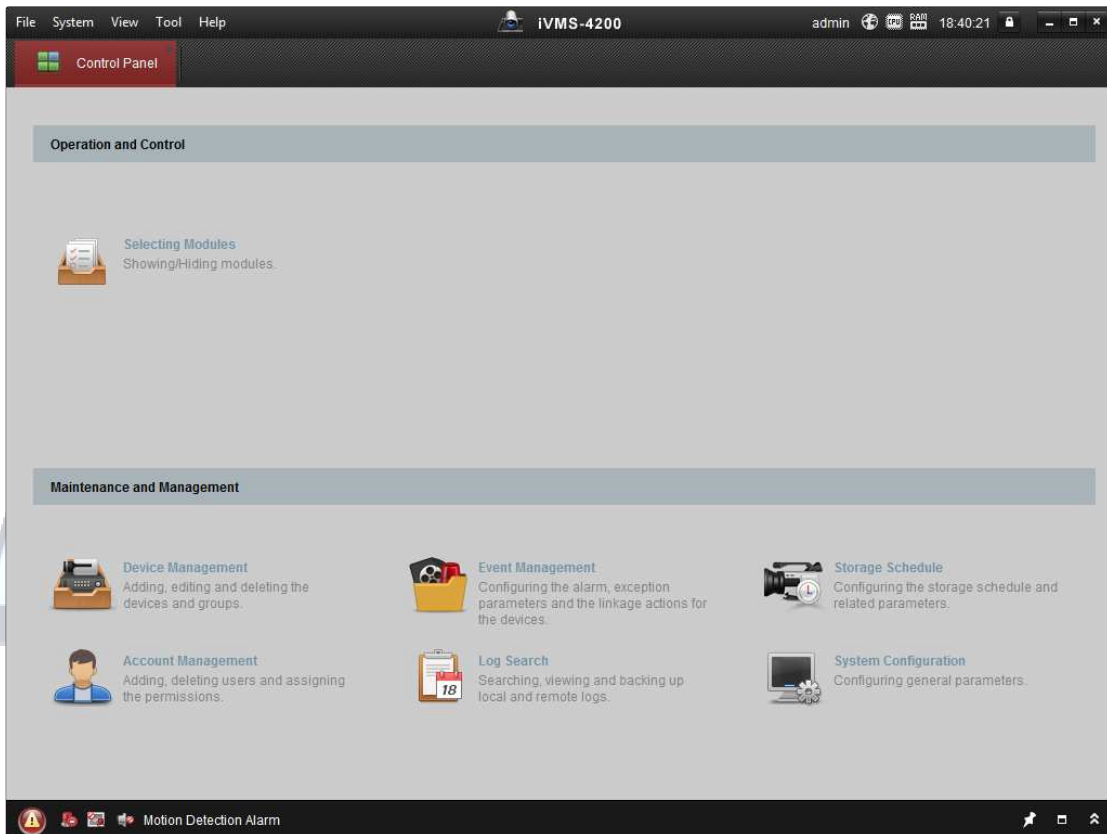 File System View Tool Help iVMS-4200 admin CPU RAM 18:40:21
Control Panel
Operation and Control
Selecting Modules
Showing/Hiding modules.
Maintenance and Management
Device Management
Adding, editing and deleting the
devices and groups.
Event Management
Configuring the alarm, exception
parameters and the linkage actions for
the devices.
Storage Schedule
Configuring the storage schedule and
related parameters.
Account Management
Adding, deleting users and assigning
the permissions.
18
Log Search
Searching, viewing and backing up
local and remote logs.
System Configuration
Configuring general parameters.
Motion Detection Alarm